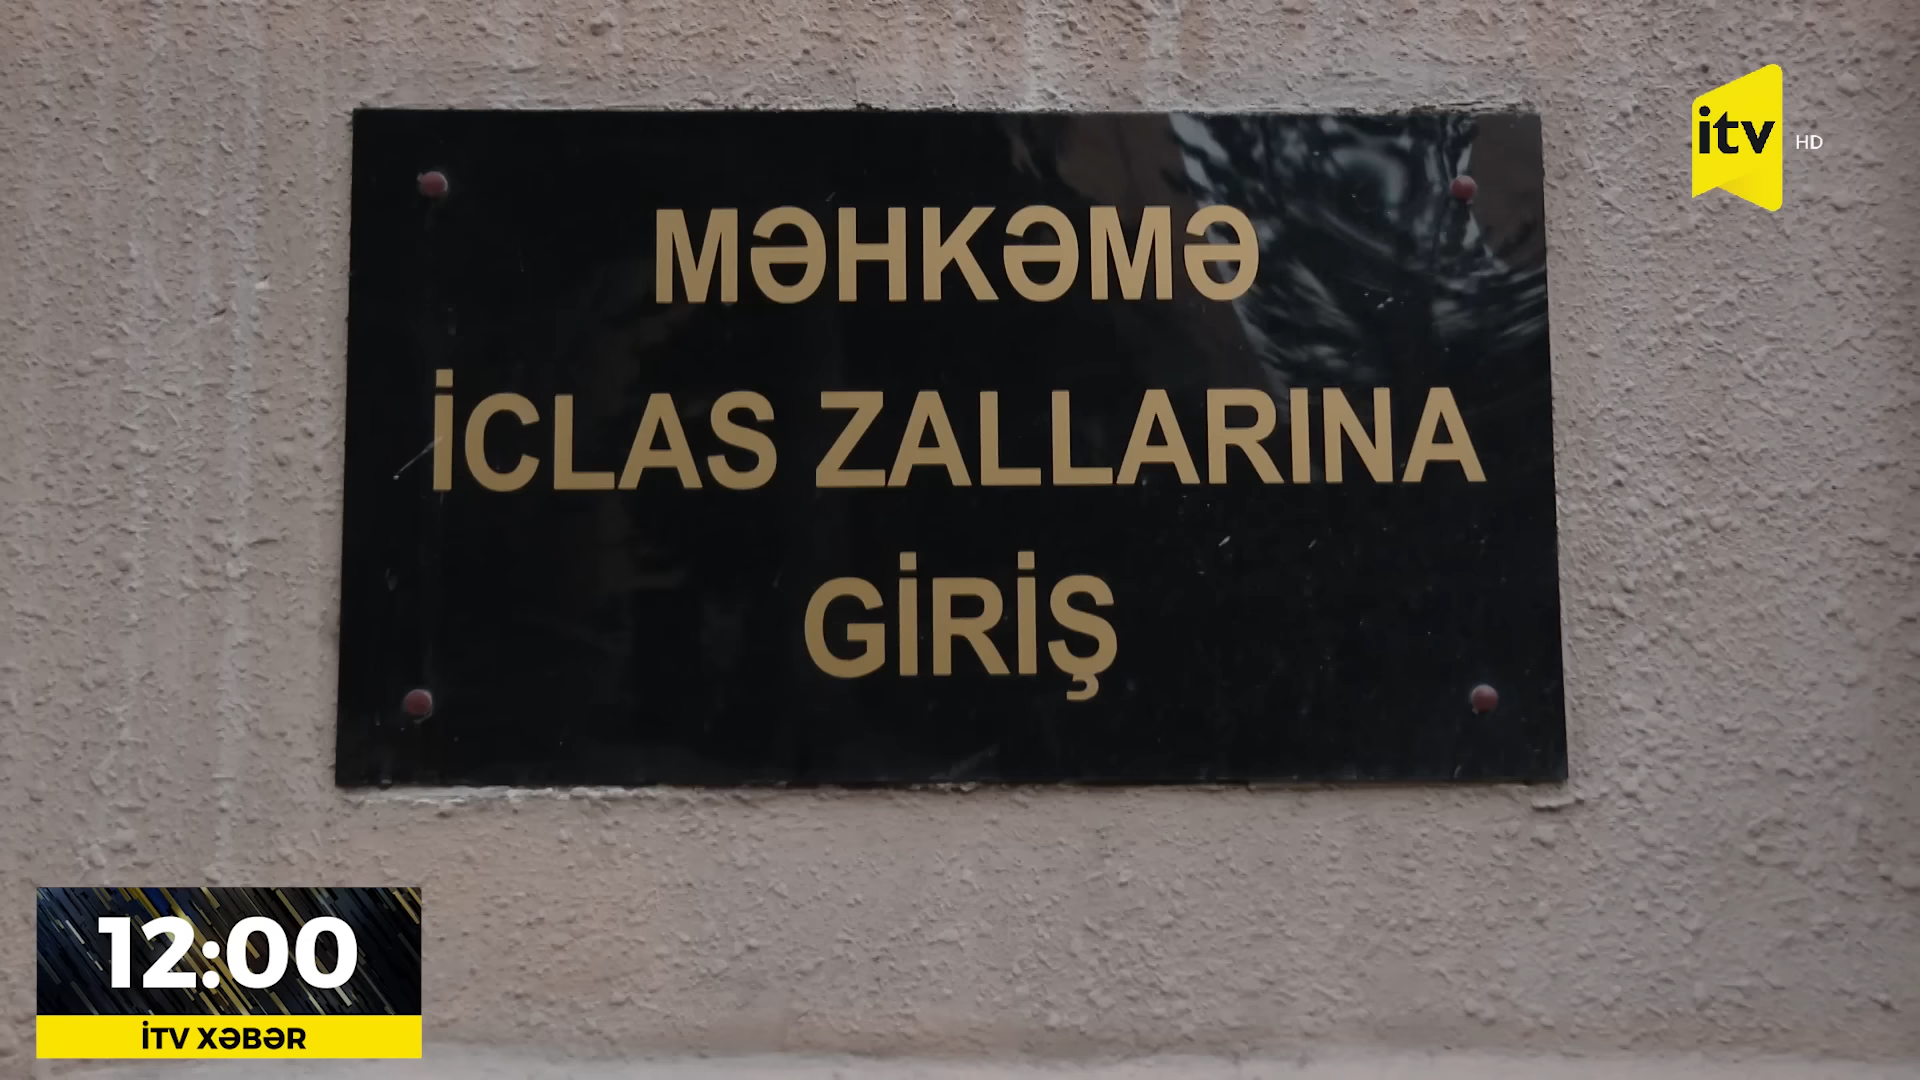 itv HD
MƏHKƏMƏ
İCLAS ZALLARINA
GİRİŞ
12:00
İTV XƏBƏR